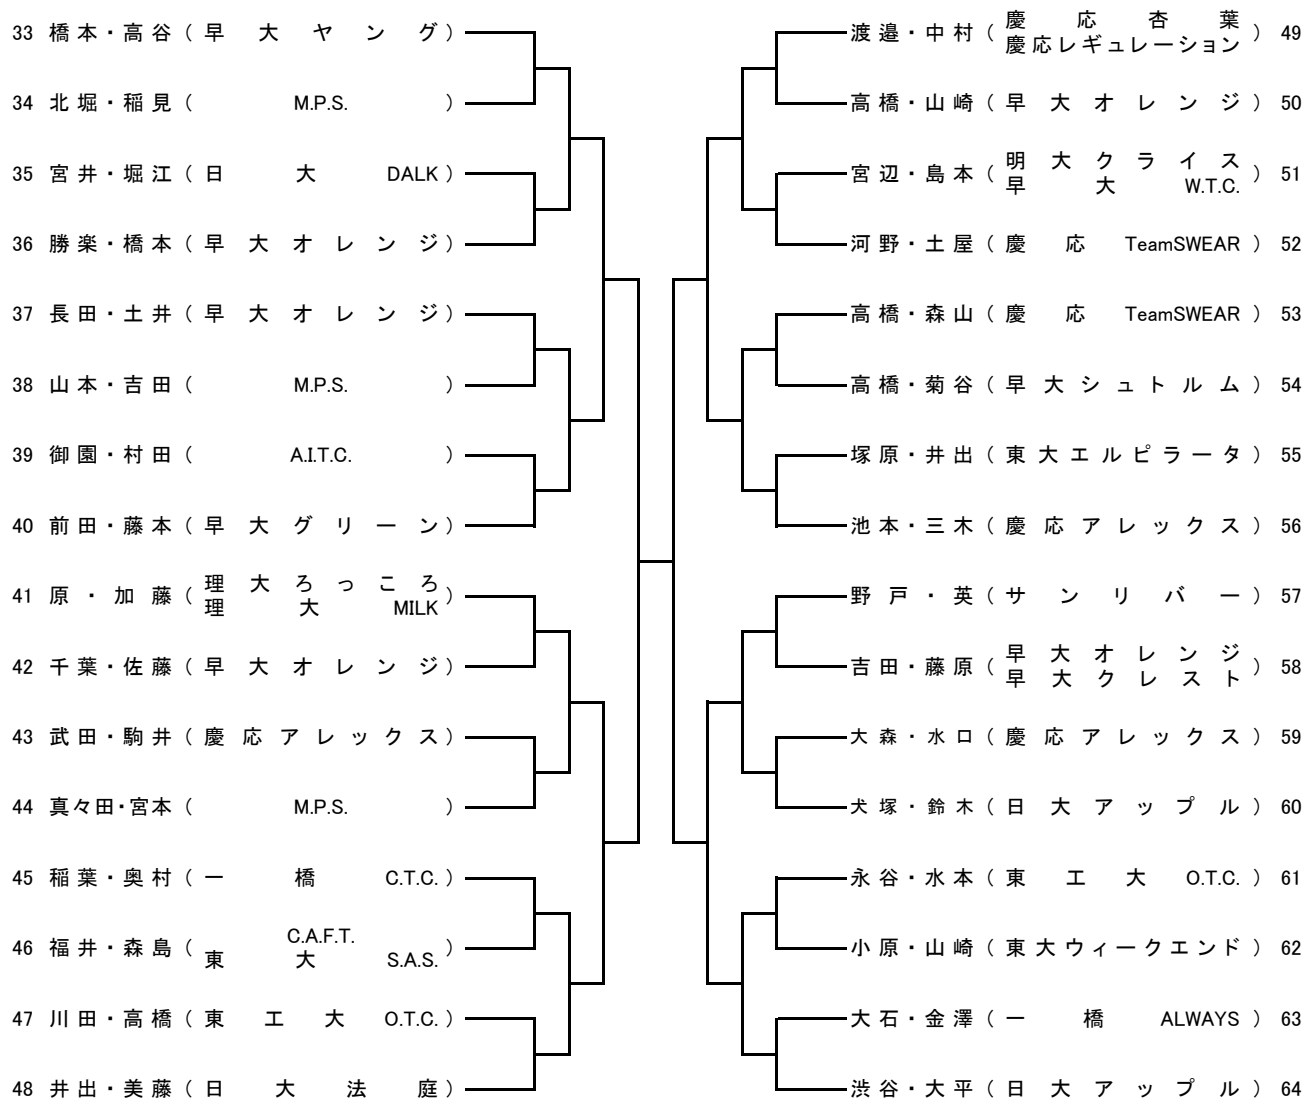 33 橋本・高谷（早大ヤング）
34 北堀・稲見（M.P.S.）
35 宮井・堀江（日大DALK）
36 勝楽・橋本（早大オレンジ）
37 長田・土井（早大オレンジ）
38 山本・吉田（M.P.S.）
39 御園・村田（A.I.T.C.）
40 前田・藤本（早大グリーン）
41 原・加藤（理大ろっころ
理大MILK）
42 千葉・佐藤（早大オレンジ）
43 武田・駒井（慶応アレックス）
44 真々田・宮本（M.P.S.）
45 稲葉・奥村（一橋C.T.C.）
46 福井・森島（C.A.F.T.
東大S.A.S.）
47 川田・高橋（東工大O.T.C.）
48 井出・美藤（日大法庭）
渡邉・中村（慶応杏葉
慶応レギュレーション）49
高橋・山崎（早大オレンジ）50
宮辺・島本（明大クライス
早大W.T.C.）51
河野・土屋（慶応TeamSWEAR）52
高橋・森山（慶応TeamSWEAR）53
高橋・菊谷（早大シュトルム）54
塚原・井出（東大エルピラータ）55
池本・三木（慶応アレックス）56
野戸・英（サンリバー）57
吉田・藤原（早大オレンジ
早大クレスト）58
大森・水口（慶応アレックス）59
犬塚・鈴木（日大アップル）60
永谷・水本（東工大O.T.C.）61
小原・山崎（東大ウィークエンド）62
大石・金澤（一橋ALWAYS）63
渋谷・大平（日大アップル）64